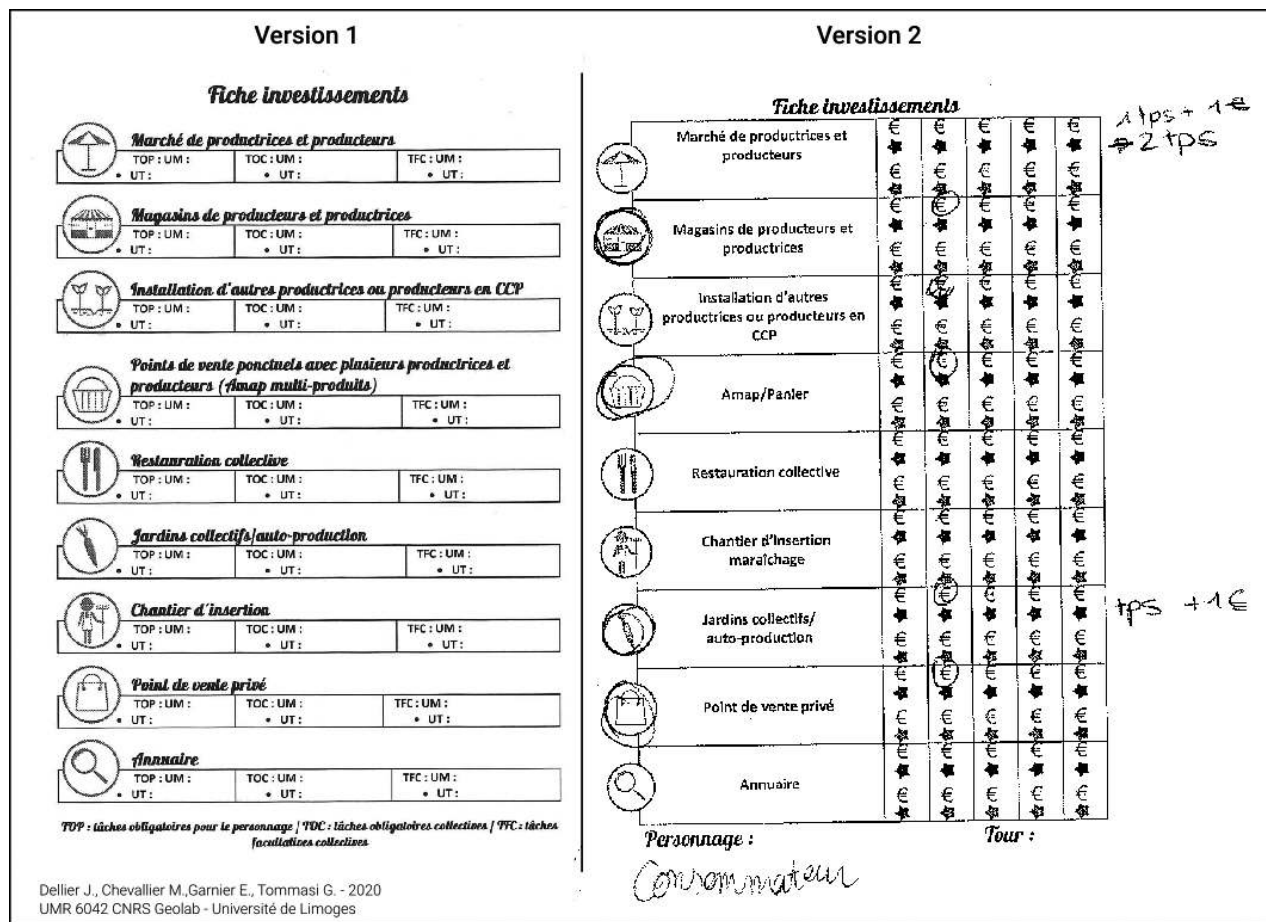 Version 1
Fiche investissements
Marché de productrices et producteurs
TOP : UM : TOC : UM : TFC : UM :
• UT : • UT : • UT :
Magasins de producteurs et productrices
TOP : UM : TOC : UM : TFC : UM :
• UT : • UT : • UT :
Installation d'autres productrices ou producteurs en CCP
TOP : UM : TOC : UM : TFC : UM :
• UT : • UT : • UT :
Points de vente ponctuels avec plusieurs productrices et
producteurs (Amap multi-produits)
TOP : UM : TOC : UM : TFC : UM :
• UT : • UT : • UT :
Restauration collective
TOP : UM : TOC : UM : TFC : UM :
• UT : • UT : • UT :
Jardins collectifs/auto-production
TOP : UM : TOC : UM : TFC : UM :
• UT : • UT : • UT :
Chantier d'insertion
TOP : UM : TOC : UM : TFC : UM :
• UT : • UT : • UT :
Point de vente privé
TOP : UM : TOC : UM : TFC : UM :
• UT : • UT : • UT :
Annuaire
TOP : UM : TOC : UM : TFC : UM :
• UT : • UT : • UT :
TOP : tâches obligatoires pour le personnage / TOC : tâches obligatoires collectives / TFC : tâches
facultatives collectives
Dellier J., Chevallier M.,Garnier E., Tommasi G. - 2020
UMR 6042 CNRS Geolab - Université de Limoges
Version 2
Fiche investissements
Marché de productrices et
producteurs
1 tps + 1 €
2 tps
Magasins de producteurs et
productrices
Installation d'autres
productrices ou producteurs en
CCP
Amap/Panier
Restauration collective
Chantier d'insertion
maraîchage
Jardins collectifs/
auto-production
tps + 1 €
Point de vente privé
Annuaire
Personnage : Tour :
Consommateur